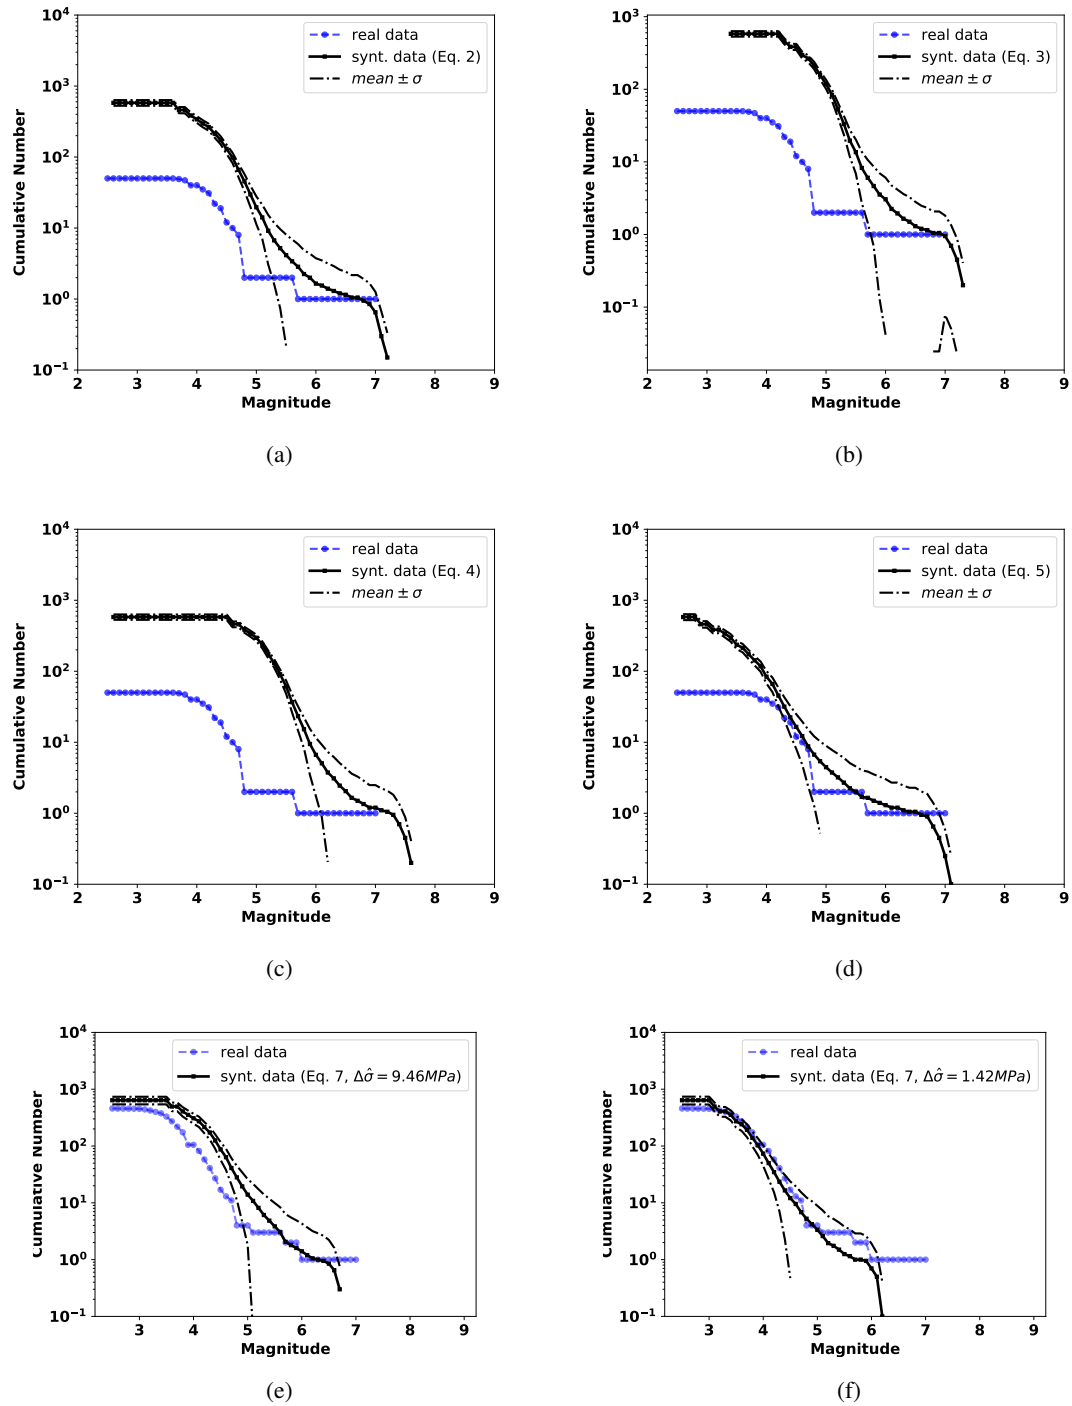 real data
synt. data (Eq. 2)
mean ± σ
Cumulative Number
10^4
10^3
10^2
10^1
10^0
10^−1
2 3 4 5 6 7 8 9
Magnitude
(a)
real data
synt. data (Eq. 3)
mean ± σ
Cumulative Number
10^3
10^2
10^1
10^0
10^−1
2 3 4 5 6 7 8 9
Magnitude
(b)
real data
synt. data (Eq. 4)
mean ± σ
Cumulative Number
10^4
10^3
10^2
10^1
10^0
10^−1
2 3 4 5 6 7 8 9
Magnitude
(c)
real data
synt. data (Eq. 5)
mean ± σ
Cumulative Number
10^4
10^3
10^2
10^1
10^0
10^−1
2 3 4 5 6 7 8 9
Magnitude
(d)
real data
synt. data (Eq. 7, Δσ̂ = 9.46MPa)
Cumulative Number
10^4
10^3
10^2
10^1
10^0
10^−1
3 4 5 6 7 8 9
Magnitude
(e)
real data
synt. data (Eq. 7, Δσ̂ = 1.42MPa)
Cumulative Number
10^4
10^3
10^2
10^1
10^0
10^−1
3 4 5 6 7 8 9
Magnitude
(f)